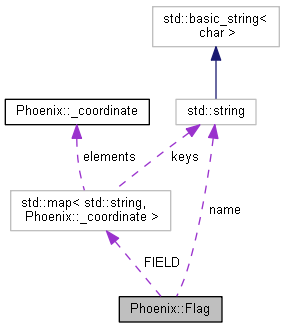 std::basic_string<
char >
Phoenix::_coordinate
std::string
elements
keys
std::map< std::string,
Phoenix::_coordinate >
name
FIELD
Phoenix::Flag